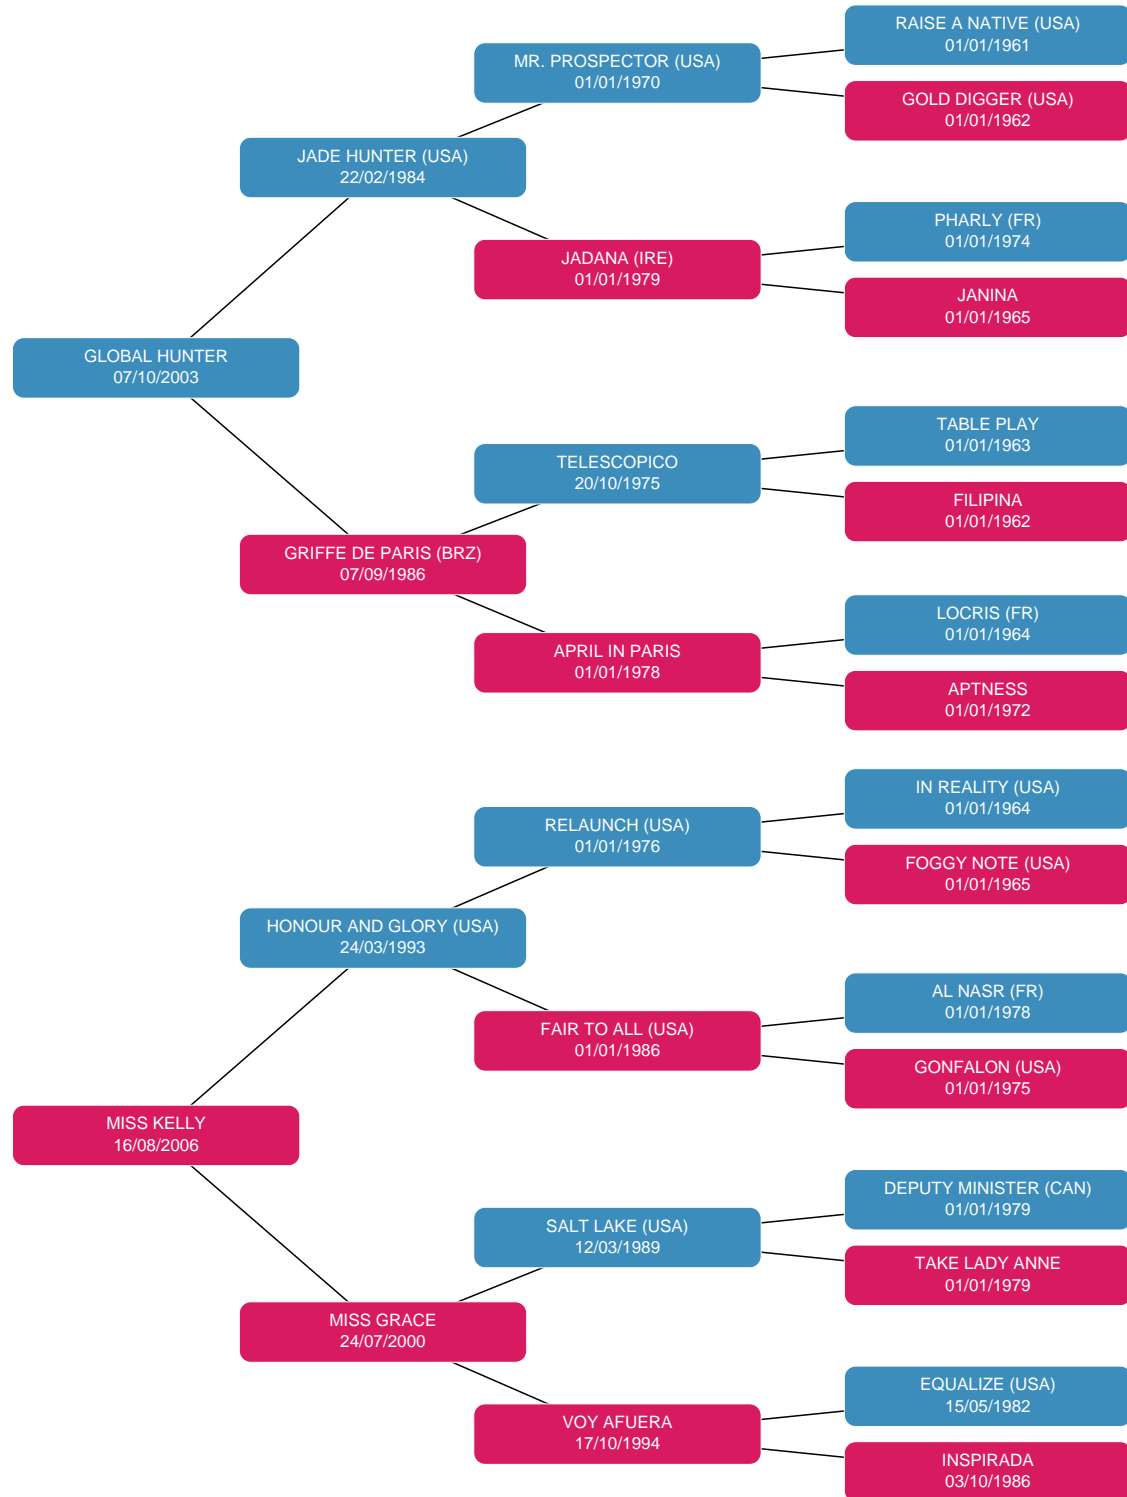 RAISE A NATIVE (USA)
01/01/1961
MR. PROSPECTOR (USA)
01/01/1970
GOLD DIGGER (USA)
01/01/1962
JADE HUNTER (USA)
22/02/1984
PHARLY (FR)
01/01/1974
JADANA (IRE)
01/01/1979
JANINA
01/01/1965
GLOBAL HUNTER
07/10/2003
TABLE PLAY
01/01/1963
TELESCOPICO
20/10/1975
FILIPINA
01/01/1962
GRIFFE DE PARIS (BRZ)
07/09/1986
LOCRIS (FR)
01/01/1964
APRIL IN PARIS
01/01/1978
APTNESS
01/01/1972
IN REALITY (USA)
01/01/1964
RELAUNCH (USA)
01/01/1976
FOGGY NOTE (USA)
01/01/1965
HONOUR AND GLORY (USA)
24/03/1993
AL NASR (FR)
01/01/1978
FAIR TO ALL (USA)
01/01/1986
GONFALON (USA)
01/01/1975
MISS KELLY
16/08/2006
DEPUTY MINISTER (CAN)
01/01/1979
SALT LAKE (USA)
12/03/1989
TAKE LADY ANNE
01/01/1979
MISS GRACE
24/07/2000
EQUALIZE (USA)
15/05/1982
VOY AFUERA
17/10/1994
INSPIRADA
03/10/1986